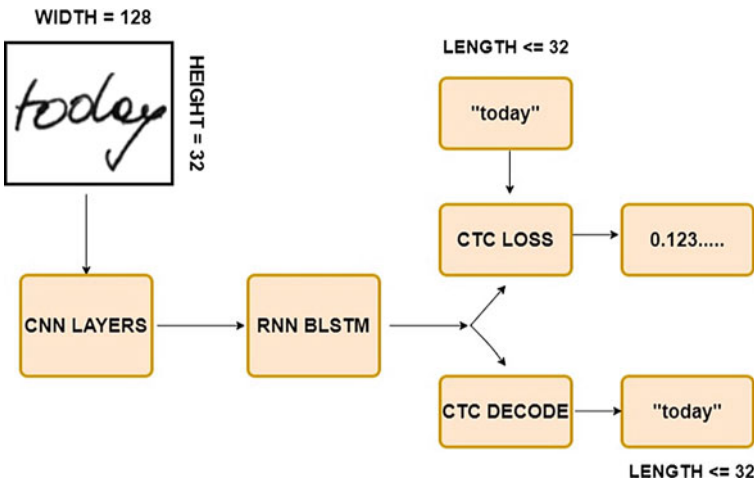 WIDTH = 128
today
HEIGHT = 32
LENGTH <= 32
"today"
CTC LOSS
0.123.....
CNN LAYERS
RNN BLSTM
CTC DECODE
"today"
LENGTH <= 32